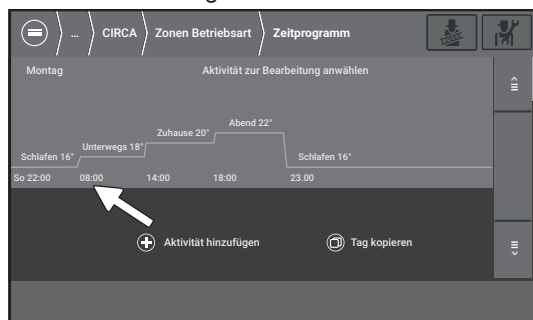 ... CIRCA Zonen Betriebsart Zeitprogramm
Montag Aktivität zur Bearbeitung anwählen
Abend 22°
Zuhause 20°
Unterwegs 18°
Schlafen 16° Schlafen 16°
So 22:00 08:00 14:00 18:00 23.00
Aktivität hinzufügen Tag kopieren